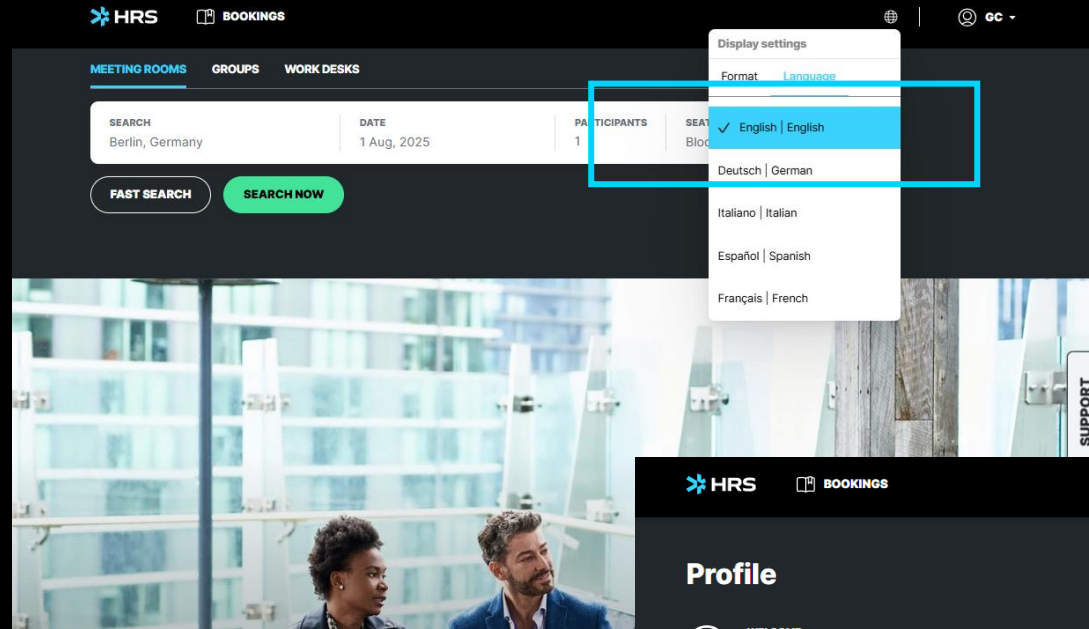 HRS BOOKINGS GC
Display settings
Format Language
MEETING ROOMS GROUPS WORK DESKS
SEARCH DATE PARTICIPANTS
Berlin, Germany 1 Aug, 2025 1
English | English
Deutsch | German
Italiano | Italian
Español | Spanish
Français | French
FAST SEARCH SEARCH NOW
SUPPORT
HRS BOOKINGS
Profile